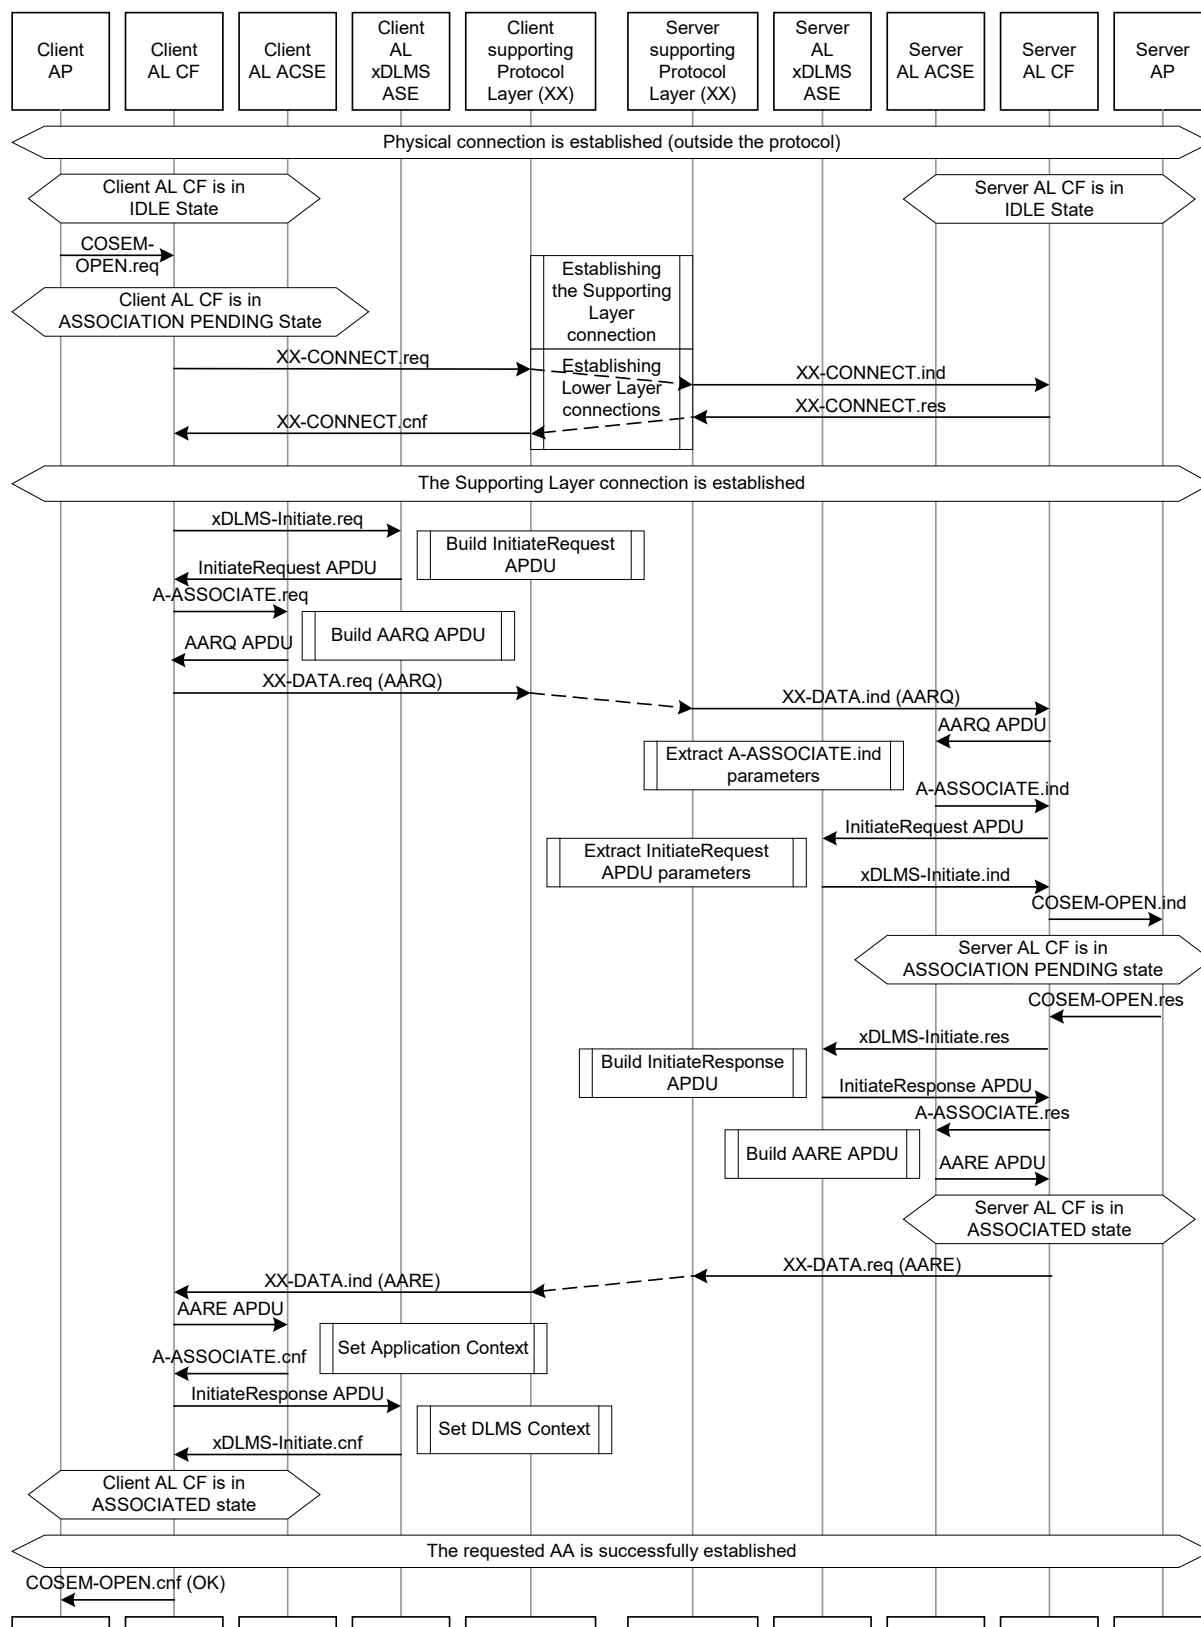 Client
AP
Client
AL CF
Client
AL ACSE
Client
AL
xDLMS
ASE
Client
supporting
Protocol
Layer (XX)
Server
supporting
Protocol
Layer (XX)
Server
AL
xDLMS
ASE
Server
AL ACSE
Server
AL CF
Server
AP
Physical connection is established (outside the protocol)
Client AL CF is in
IDLE State
Server AL CF is in
IDLE State
COSEM-
OPEN.req
Establishing
the Supporting
Layer
connection
Client AL CF is in
ASSOCIATION PENDING State
XX-CONNECT.req
Establishing
Lower Layer
connections
XX-CONNECT.ind
XX-CONNECT.res
XX-CONNECT.cnf
The Supporting Layer connection is established
xDLMS-Initiate.req
Build InitiateRequest
APDU
InitiateRequest APDU
A-ASSOCIATE.req
Build AARQ APDU
AARQ APDU
XX-DATA.req (AARQ)
XX-DATA.ind (AARQ)
AARQ APDU
Extract A-ASSOCIATE.ind
parameters
A-ASSOCIATE.ind
InitiateRequest APDU
Extract InitiateRequest
APDU parameters
xDLMS-Initiate.ind
COSEM-OPEN.ind
Server AL CF is in
ASSOCIATION PENDING state
COSEM-OPEN.res
xDLMS-Initiate.res
Build InitiateResponse
APDU
InitiateResponse APDU
A-ASSOCIATE.res
Build AARE APDU
AARE APDU
Server AL CF is in
ASSOCIATED state
XX-DATA.req (AARE)
XX-DATA.ind (AARE)
AARE APDU
Set Application Context
A-ASSOCIATE.cnf
InitiateResponse APDU
Set DLMS Context
xDLMS-Initiate.cnf
Client AL CF is in
ASSOCIATED state
The requested AA is successfully established
COSEM-OPEN.cnf (OK)